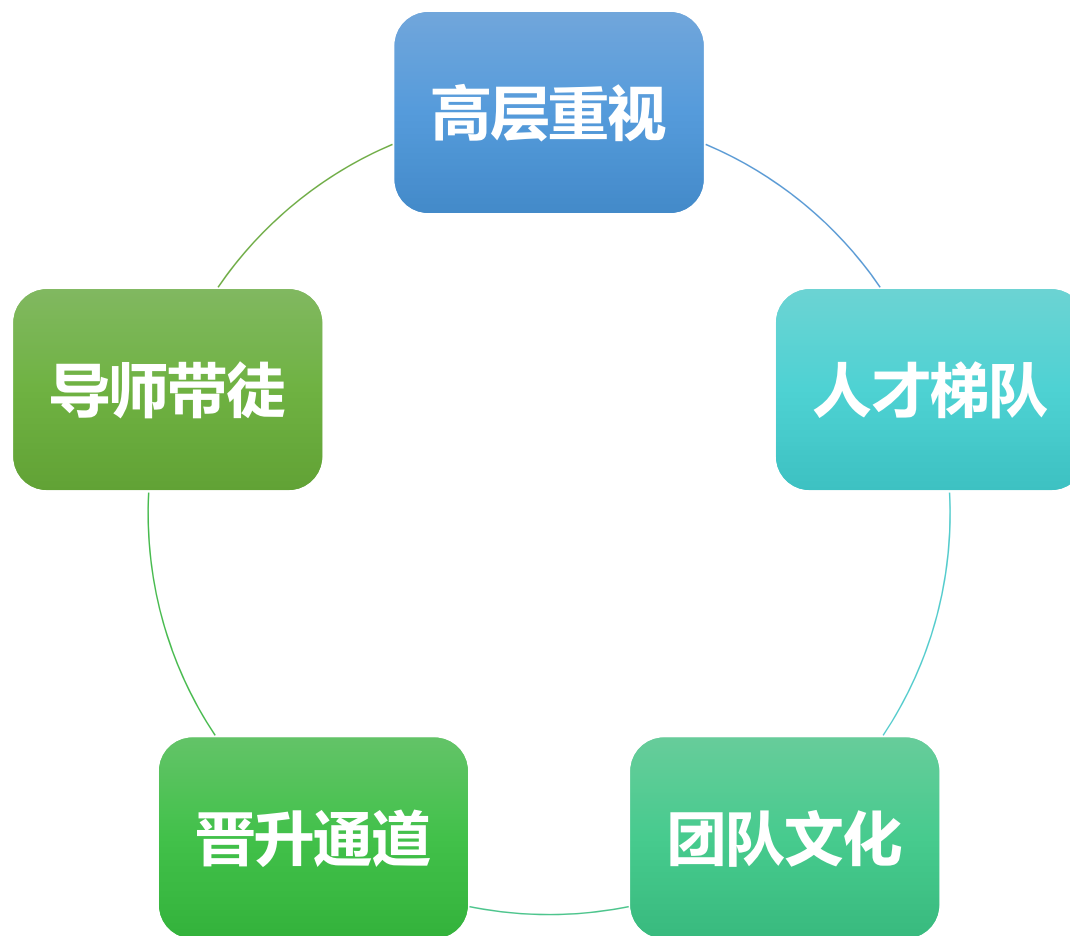 高层重视
人才梯队
团队文化
晋升通道
导师带徒